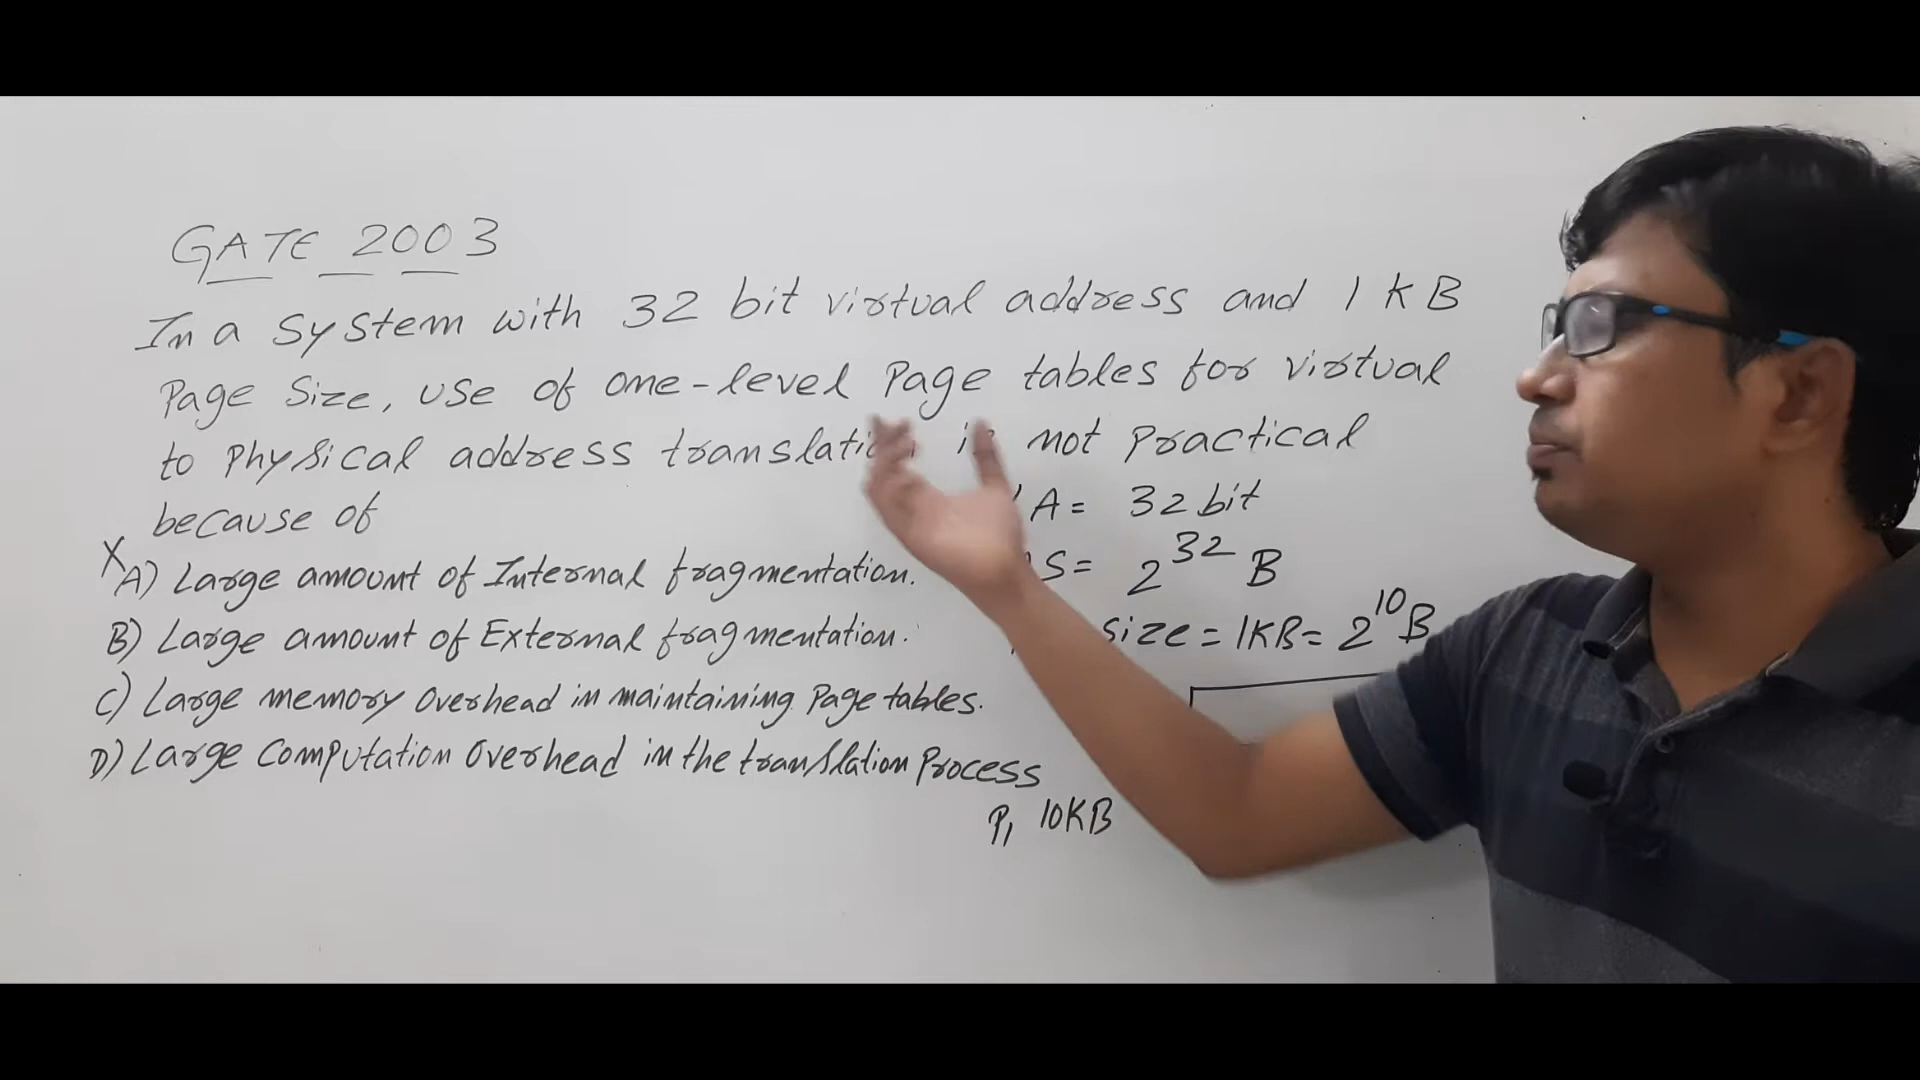 GATE 2003
In a System with 32 bit virtual address and 1 KB
Page Size, use of one-level Page tables for virtual
to Physical address translation is not Practical
because of
X A) Large amount of Internal fragmentation.
B) Large amount of External fragmentation.
C) Large memory overhead in maintaining Page tables.
D) Large Computation Overhead in the translation Process
A = 32 bit
S = 2^32 B
size = 1KB = 2^10 B
P1 10KB